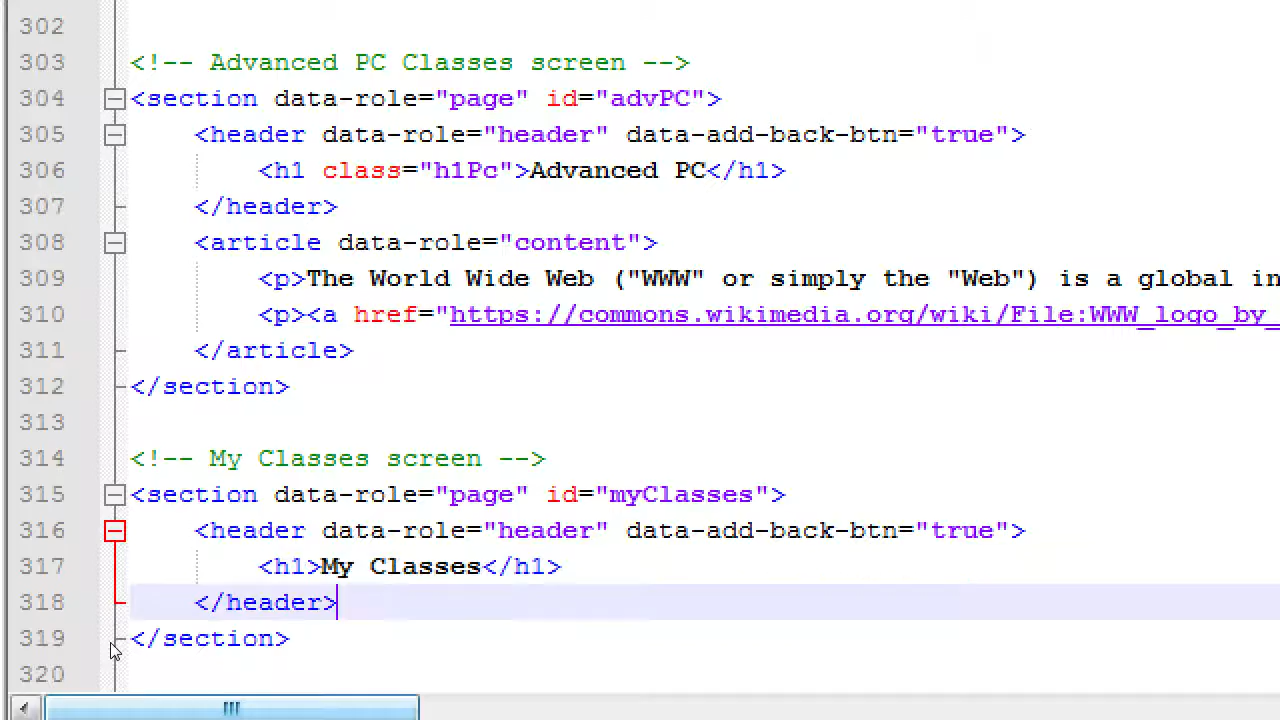 302
303 <!-- Advanced PC Classes screen -->
304 <section data-role="page" id="advPC">
305 <header data-role="header" data-add-back-btn="true">
306 <h1 class="h1Pc">Advanced PC</h1>
307 </header>
308 <article data-role="content">
309 <p>The World Wide Web ("WWW" or simply the "Web") is a global in
310 <p><a href="https://commons.wikimedia.org/wiki/File:WWW_logo_by_
311 </article>
312 </section>
313
314 <!-- My Classes screen -->
315 <section data-role="page" id="myClasses">
316 <header data-role="header" data-add-back-btn="true">
317 <h1>My Classes</h1>
318 </header>
319 </section>
320